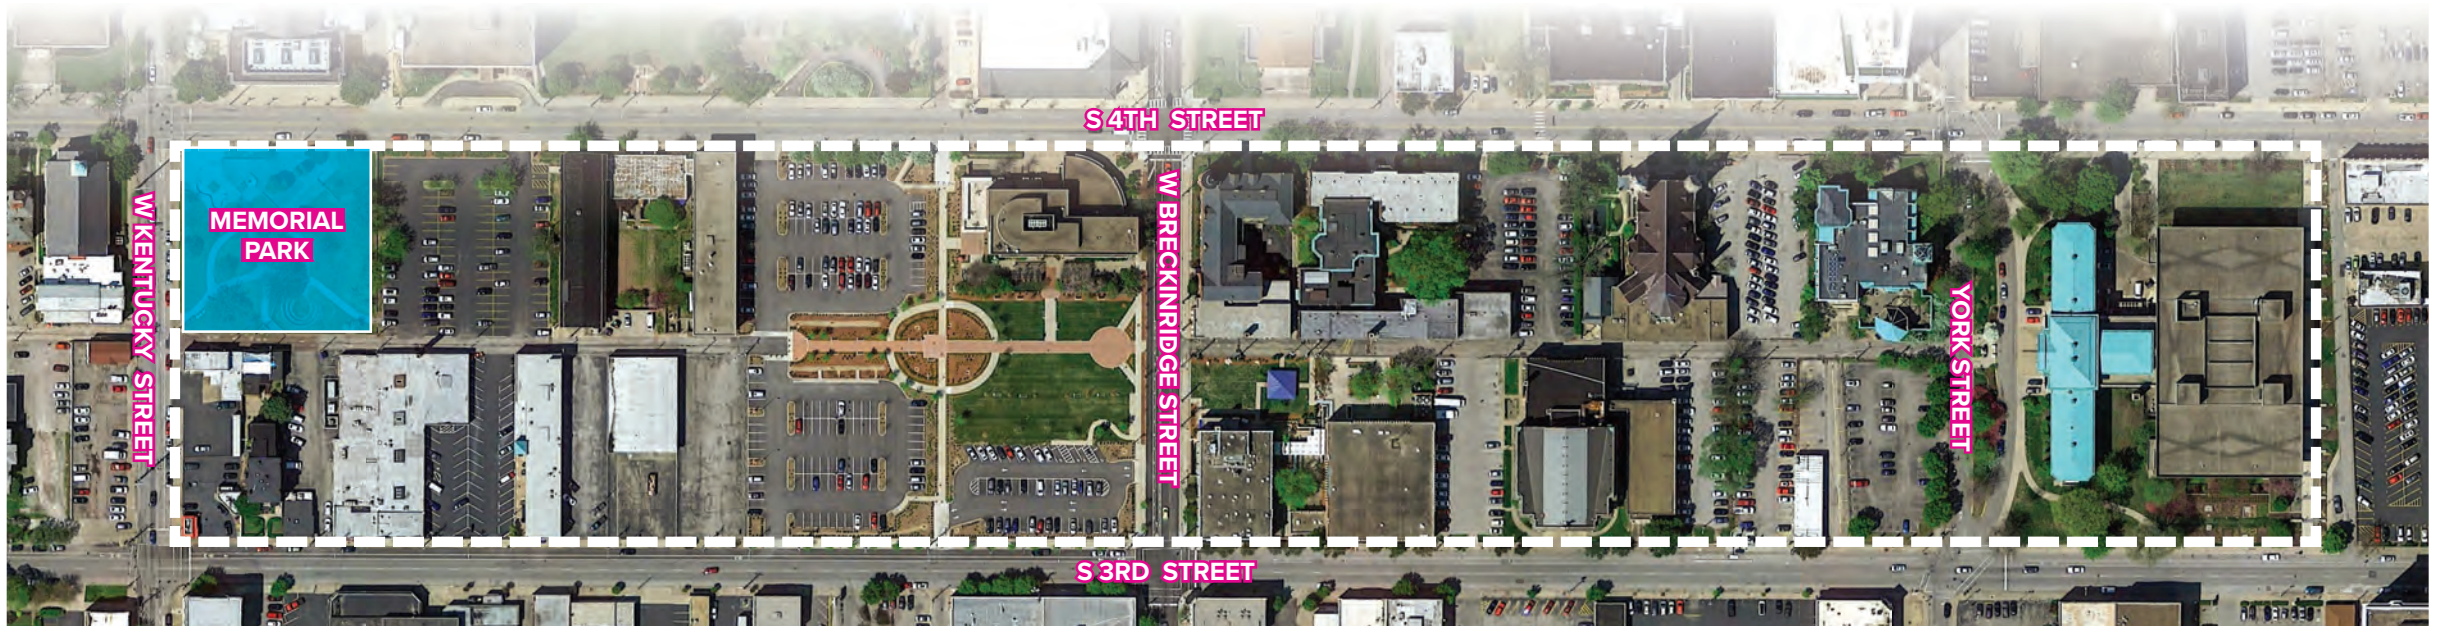 S 4TH STREET
W KENTUCKY STREET
MEMORIAL
PARK
W BRECKINRIDGE STREET
YORK STREET
S 3RD STREET